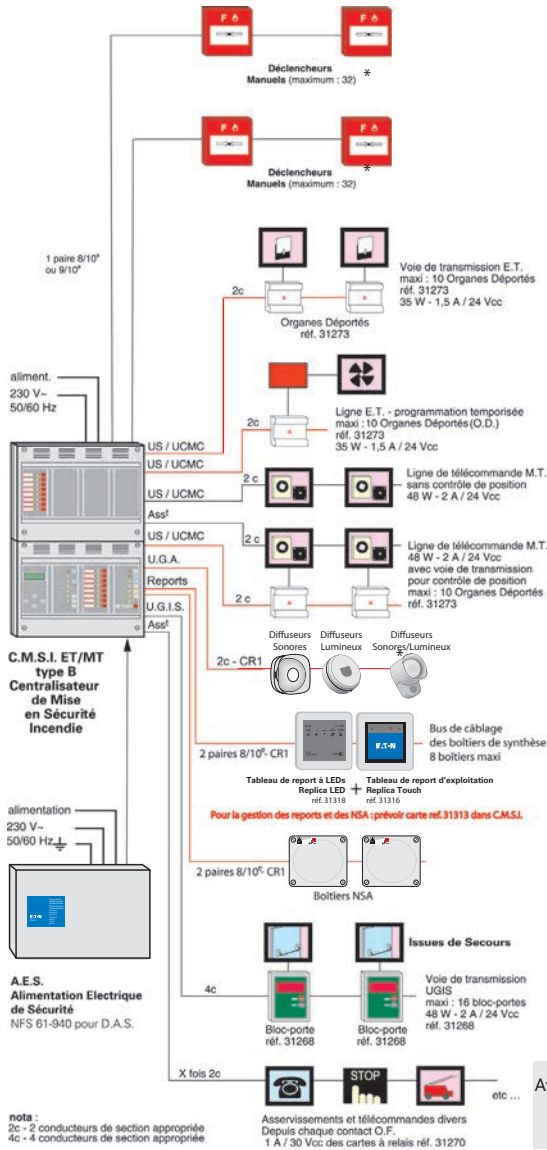 F
F
Déclencheurs
Manuels (maximum : 32) *
F
F
Déclencheurs
Manuels (maximum : 32) *
1 paire 8/10e
ou 9/10e
2c
Organes Déportés
réf. 31273
Voie de transmission E.T.
maxi : 10 Organes Déportés
réf. 31273
35 W - 1,5 A / 24 Vcc
aliment.
230 V~
50/60 Hz
2c
Ligne E.T. - programation temporisée
maxi : 10 Organes Déportés (O.D.)
réf. 31273
35 W - 1,5 A / 24 Vcc
US / UCMC
US / UCMC
US / UCMC
Asst
US / UCMC
U.G.A.
Reports
U.G.I.S.
Asst
2 c
Ligne de télécommande M.T.
sans contrôle de position
48 W - 2 A / 24 Vcc
2 c
2 c
Ligne de télécommande M.T.
48 W - 2 A / 24 Vcc
avec voie de transmission
pour contrôle de position
maxi : 10 Organes Déportés
réf. 31273
C.M.S.I. ET/MT
type B
Centralisateur
de Mise
en Sécurité
Incendie
2c - CR1
Diffuseurs
Sonores
Diffuseurs
Lumineux
Diffuseurs
Sonores/Lumineux
*
2 paires 8/10e- CR1
EATON
Bus de câblage
des boîtiers de synthèse
8 boîtiers maxi
Tableau de report à LEDs
Replica LED
réf. 31318
+
Tableau de report d'exploitation
Replica Touch
réf. 31316
Pour la gestion des reports et des NSA : prévoir carte ref. 31313 dans C.M.S.I.
2 paires 8/10e- CR1
Boîtiers NSA
alimentation
230 V~
50/60 Hz
EATON
A.E.S.
Alimentation Electrique
de Sécurité
NFS 61-940 pour D.A.S.
4c
Issues de Secours
Bloc-porte
réf. 31268
Bloc-porte
réf. 31268
Voie de transmission
UGIS
maxi : 16 bloc-portes
48 W - 2 A / 24 Vcc
réf. 31268
X fois 2c
STOP
etc ...
Asservissements et télécommandes divers
Depuis chaque contact O.F.
1 A / 30 Vcc des cartes à relais réf. 31270
nota :
2c - 2 conducteurs de section appropriée
4c - 4 conducteurs de section appropriée